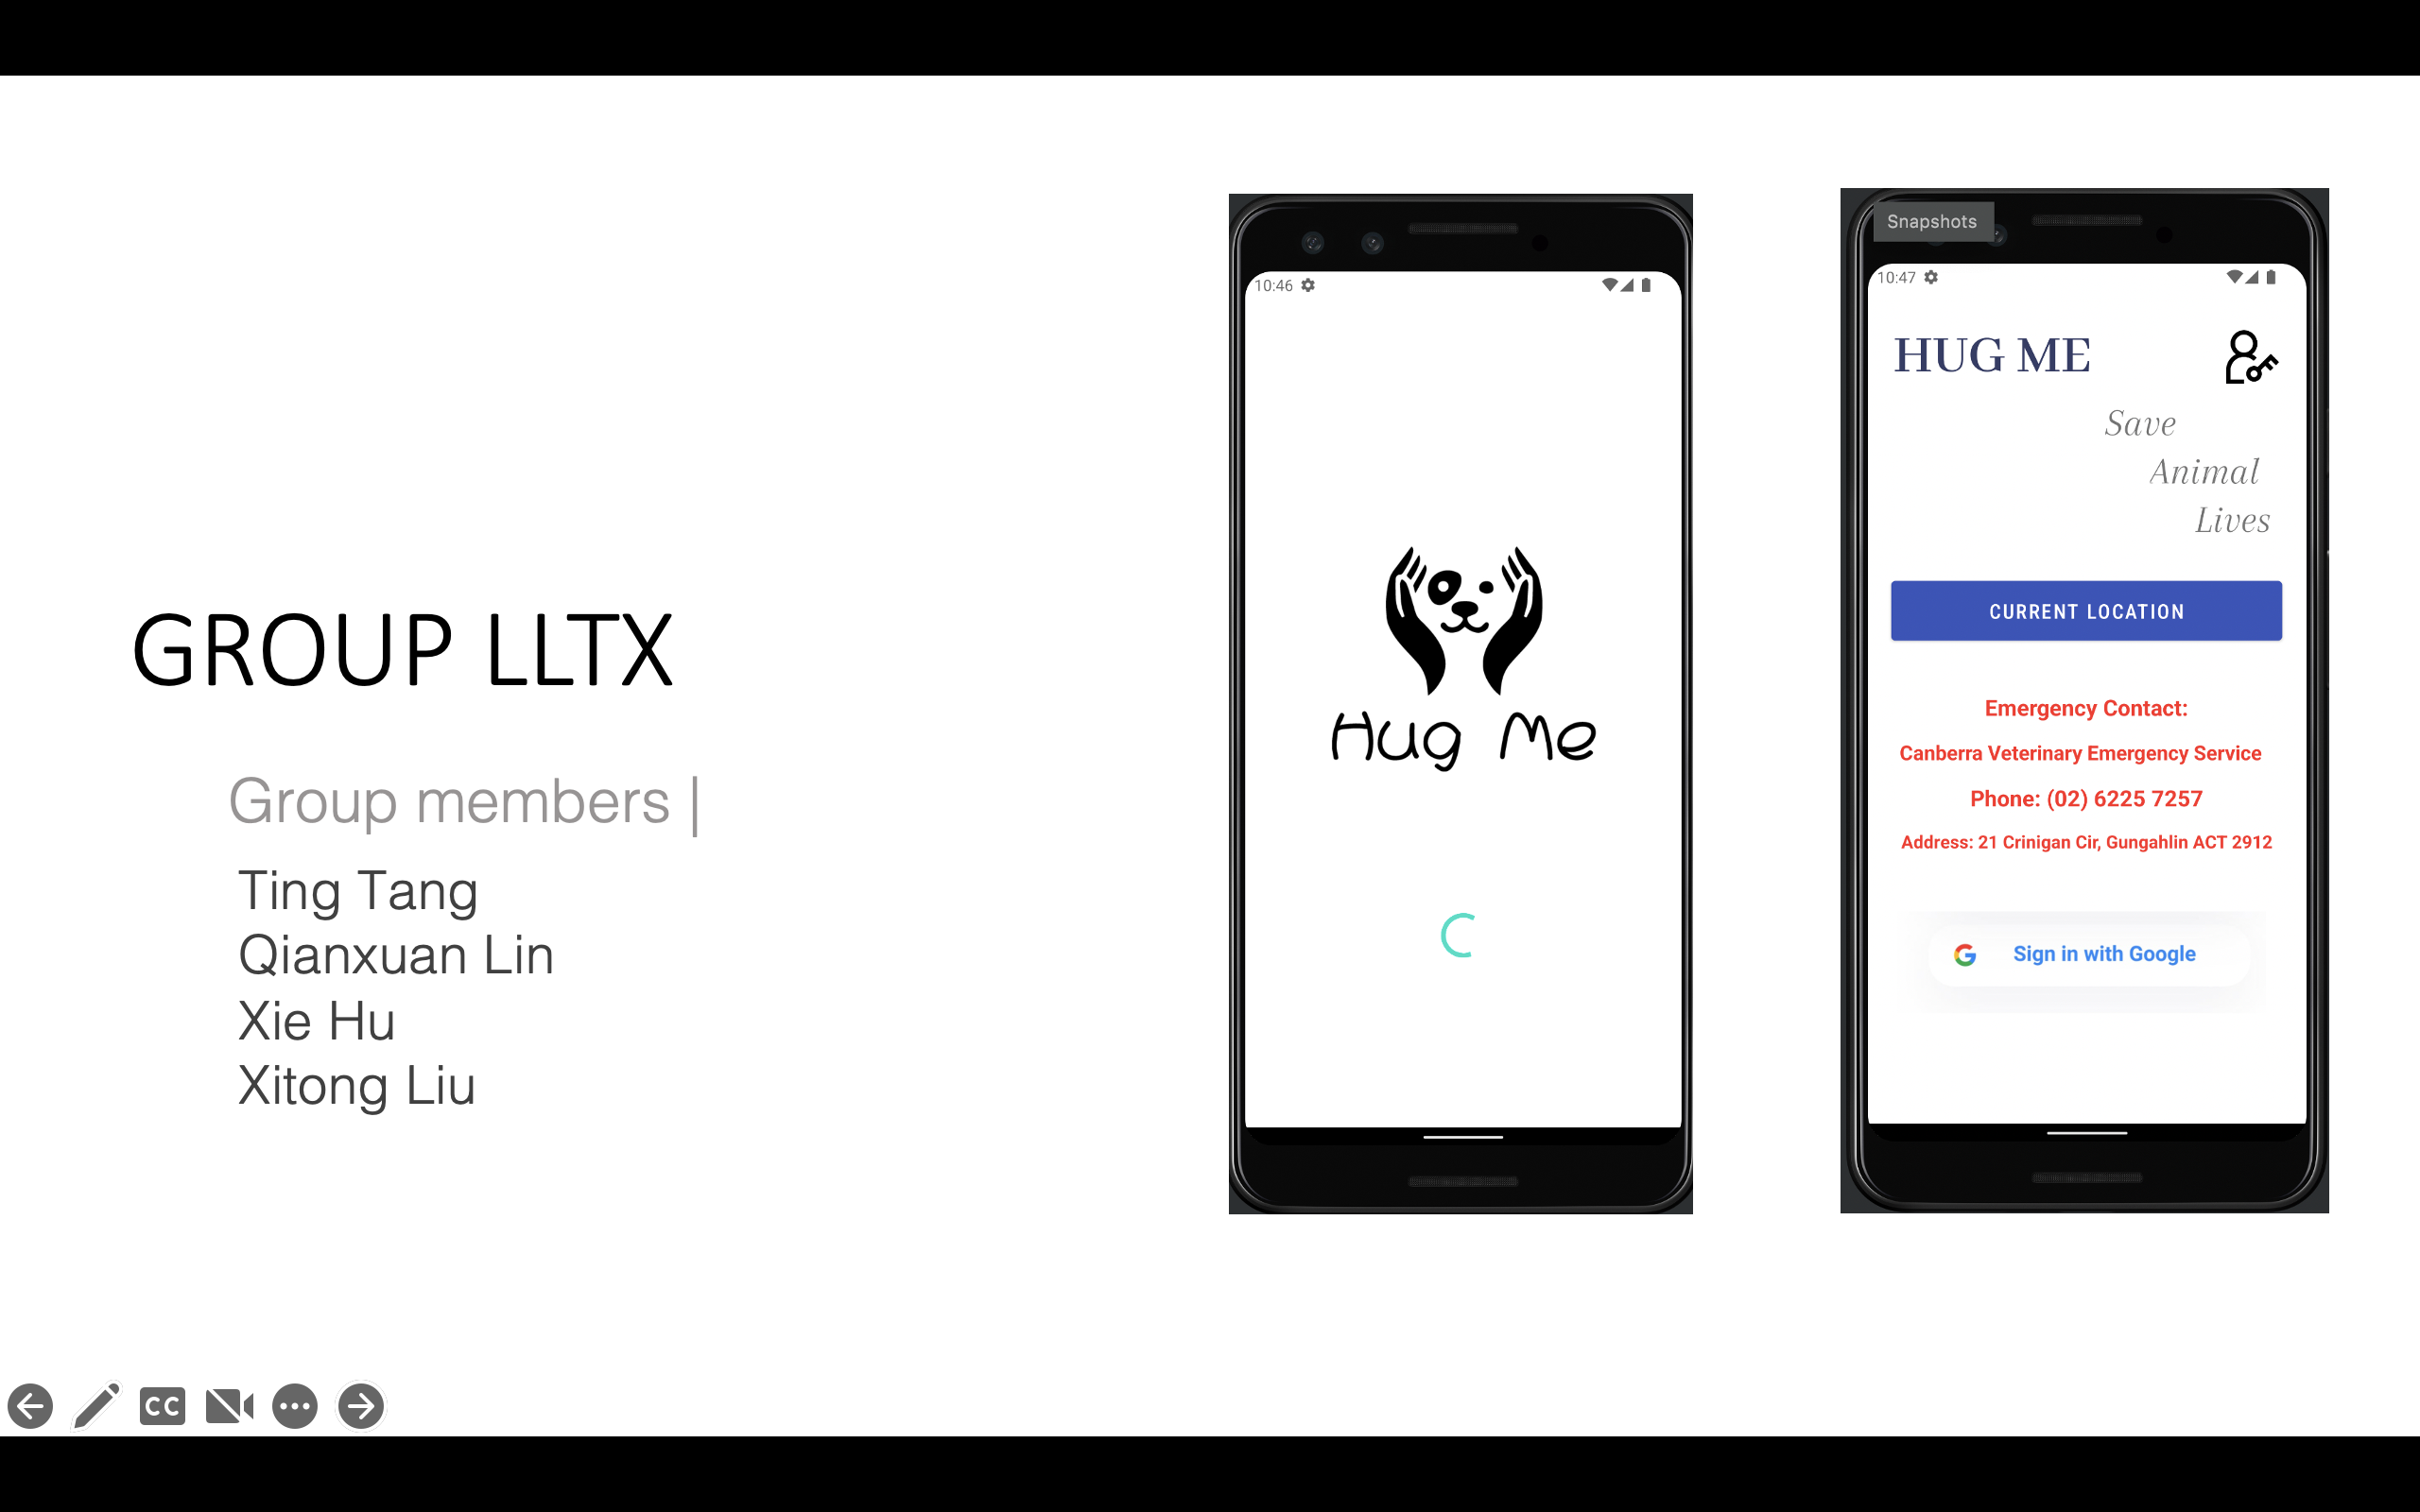 GROUP LLTX
Group members |
Ting Tang
Qianxuan Lin
Xie Hu
Xitong Liu
10:46
Hug Me
Snapshots
10:47
HUG ME
Save
Animal
Lives
CURRENT LOCATION
Emergency Contact:
Canberra Veterinary Emergency Service
Phone: (02) 6225 7257
Address: 21 Crinigan Cir, Gungahlin ACT 2912
G Sign in with Google
CC